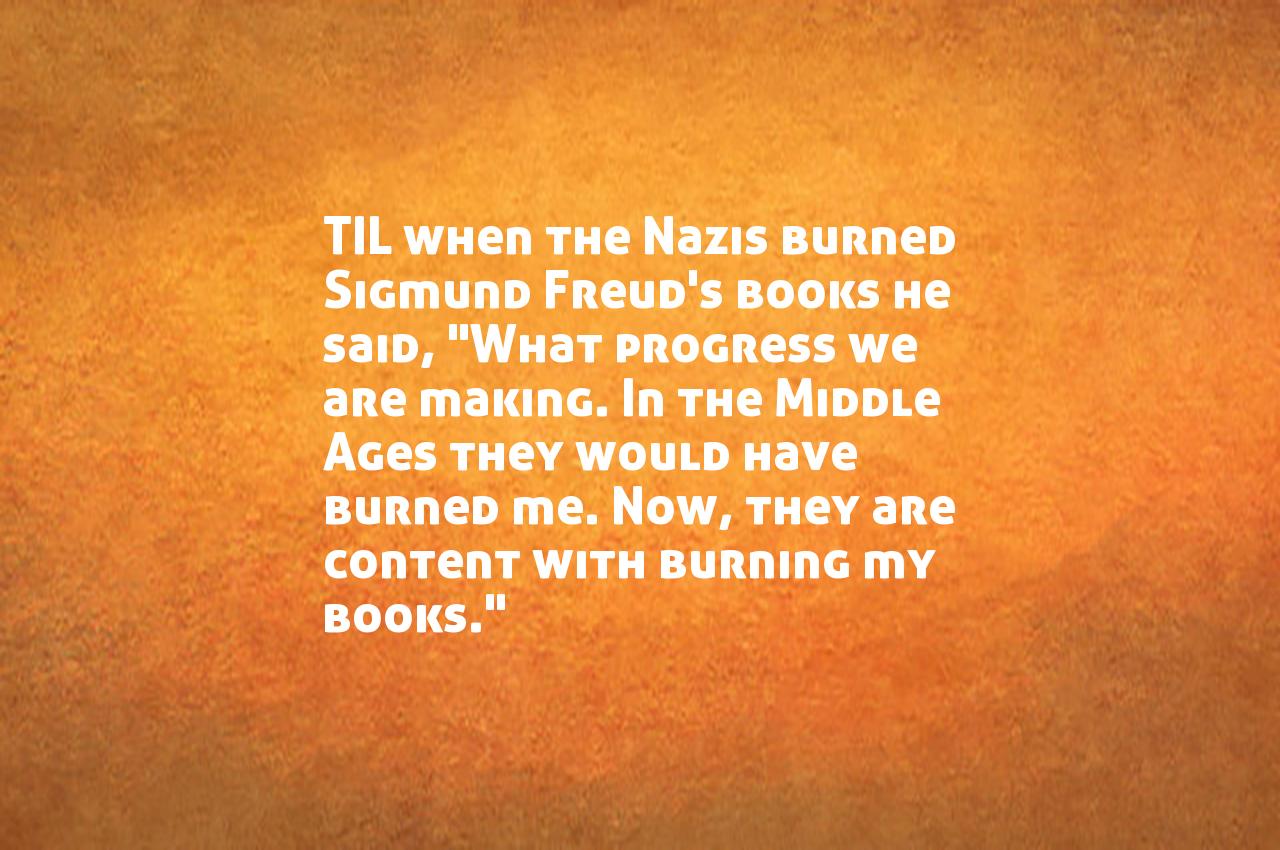 TIL when the Nazis burned
Sigmund Freud's books he
said, "What progress we
are making. In the Middle
Ages they would have
burned me. Now, they are
content with burning my
books."